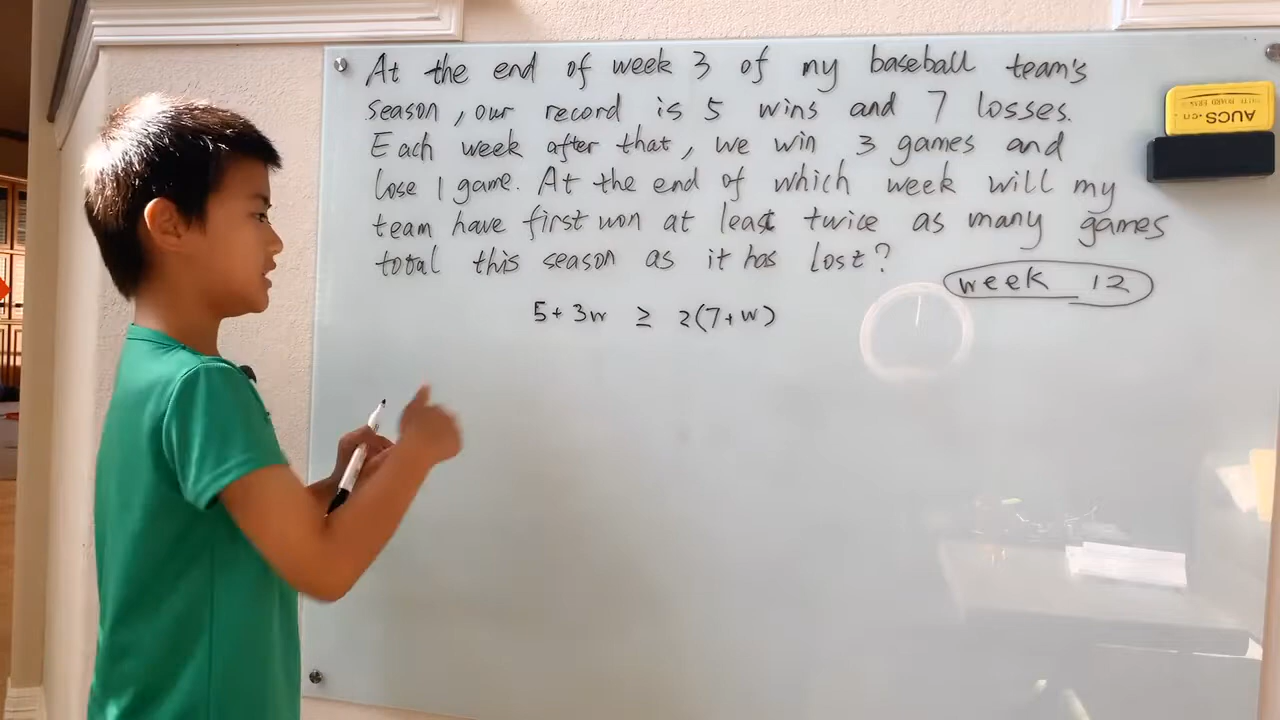 At the end of week 3 of my baseball team's
season, our record is 5 wins and 7 losses.
Each week after that, we win 3 games and
lose 1 game. At the end of which week will my
team have first won at least twice as many games
total this season as it has lost?
week 12
5+3w ≥ 2(7+w)
AUCS